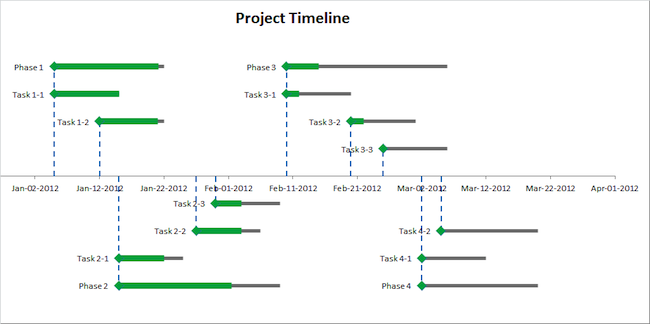 Project Timeline
Phase 1
Phase 3
Task 1-1
Task 3-1
Task 1-2
Task 3-2
Task 3-3
Jan-02-2012 Jan-12-2012 Jan-22-2012 Feb-01-2012 Feb-11-2012 Feb-21-2012 Mar-02-2012 Mar-12-2012 Mar-22-2012 Apr-01-2012
Task 2-3
Task 2-2
Task 4-2
Task 2-1
Task 4-1
Phase 2
Phase 4